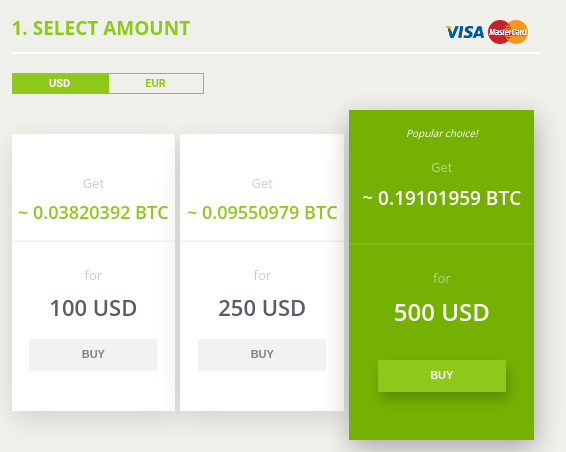 1. SELECT AMOUNT
VISA MasterCard
USD EUR
Get
~ 0.03820392 BTC
for
100 USD
BUY
Get
~ 0.09550979 BTC
for
250 USD
BUY
Popular choice!
Get
~ 0.19101959 BTC
for
500 USD
BUY